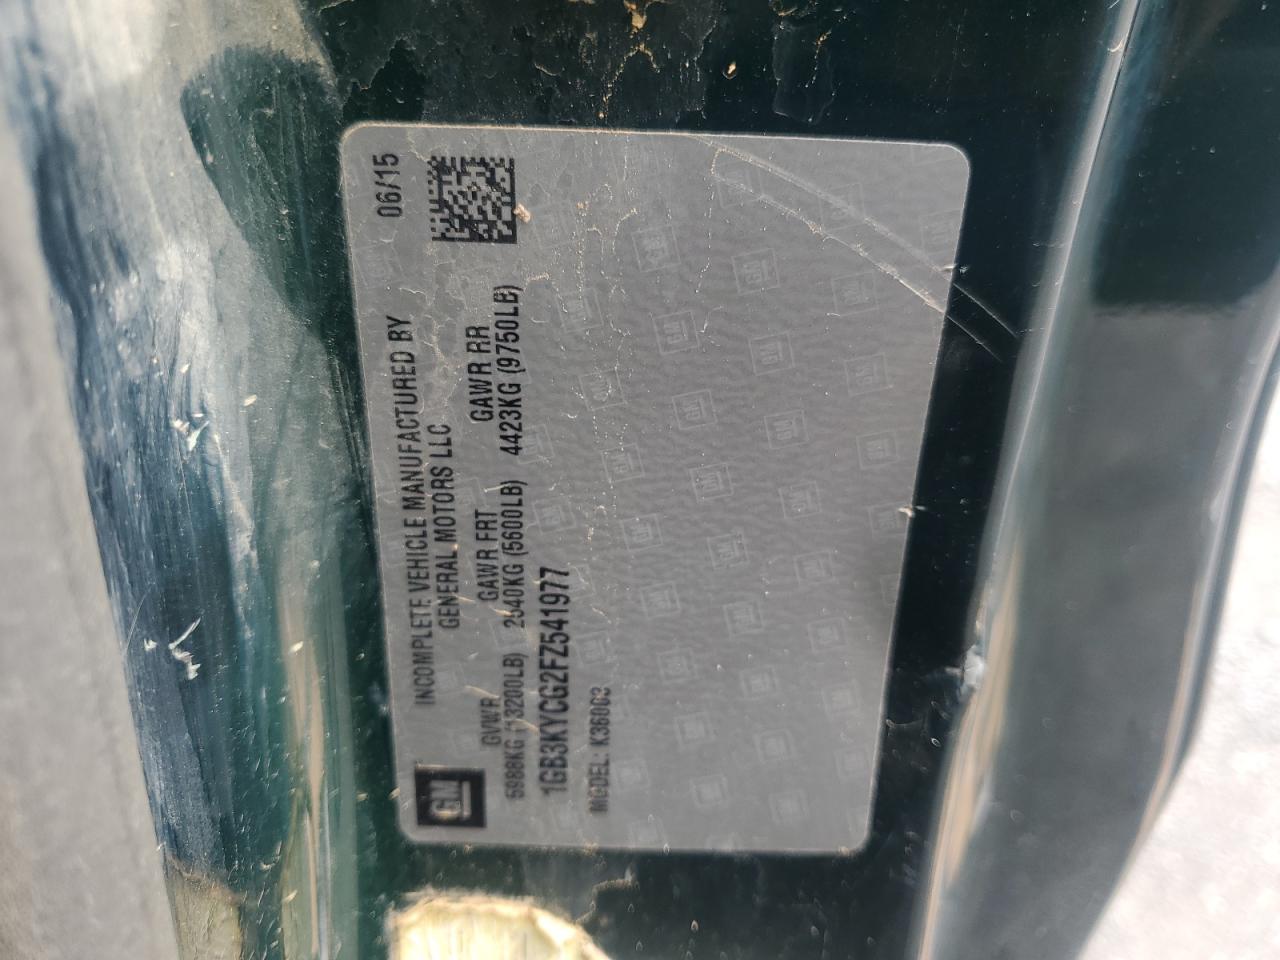 06/15
INCOMPLETE VEHICLE MANUFACTURED BY
GENERAL MOTORS LLC
GM
GVWR GAWR FRT GAWR RR
5988KG (13200LB) 2540KG (5600LB) 4423KG (9750LB)
1GB3KYCG2FZ541977
MODEL: K36003